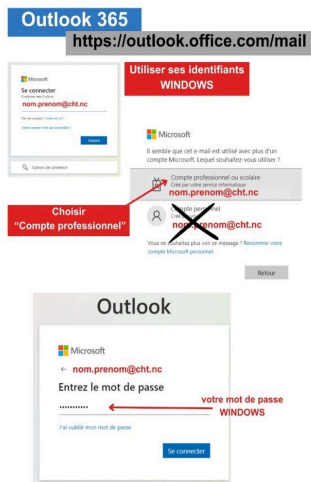 Outlook 365
https://outlook.office.com/mail
Utiliser ses identifiants
WINDOWS
Microsoft
Se connecter
nom.prenom@cht.nc
Suivant
Options de connexion
Microsoft
Il semble que cet e-mail est utilisé avec plus d'un
compte Microsoft. Lequel souhaitez-vous utiliser ?
Compte professionnel ou scolaire
Créé par votre service informatique
nom.prenom@cht.nc
Compte personnel
nom.prenom@cht.nc
Choisir
"Compte professionnel"
Vous ne souhaitez plus voir ce message ? Renommer votre
compte Microsoft personnel.
Retour
Outlook
Microsoft
← nom.prenom@cht.nc
Entrez le mot de passe
votre mot de passe
WINDOWS
J'ai oublié mon mot de passe
Se connecter